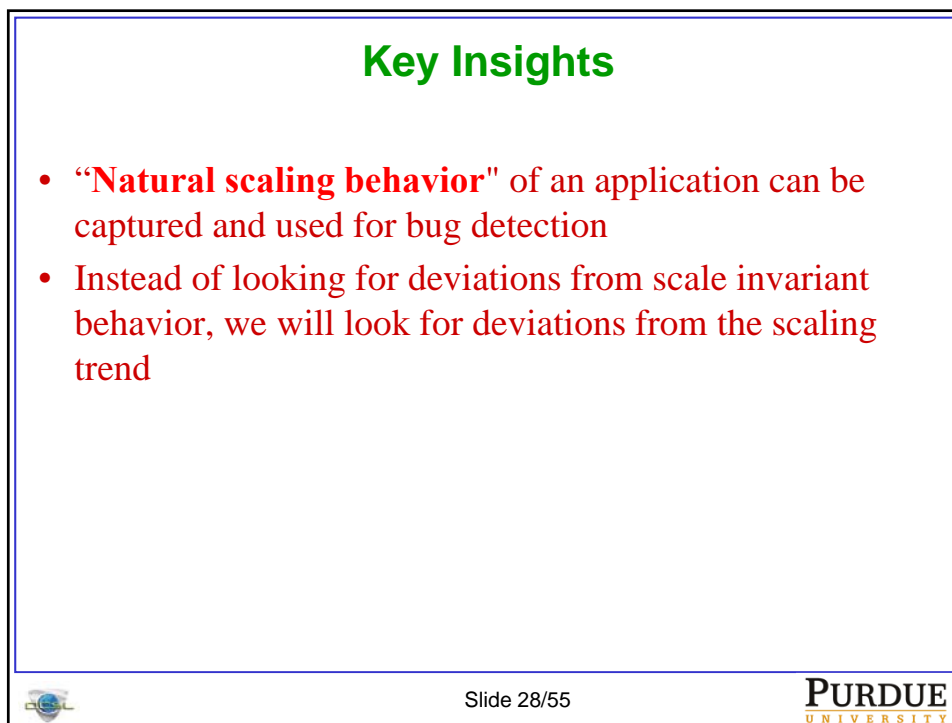 Key Insights
• “Natural scaling behavior" of an application can be
captured and used for bug detection
• Instead of looking for deviations from scale invariant
behavior, we will look for deviations from the scaling
trend
Slide 28/55
PURDUE
UNIVERSITY